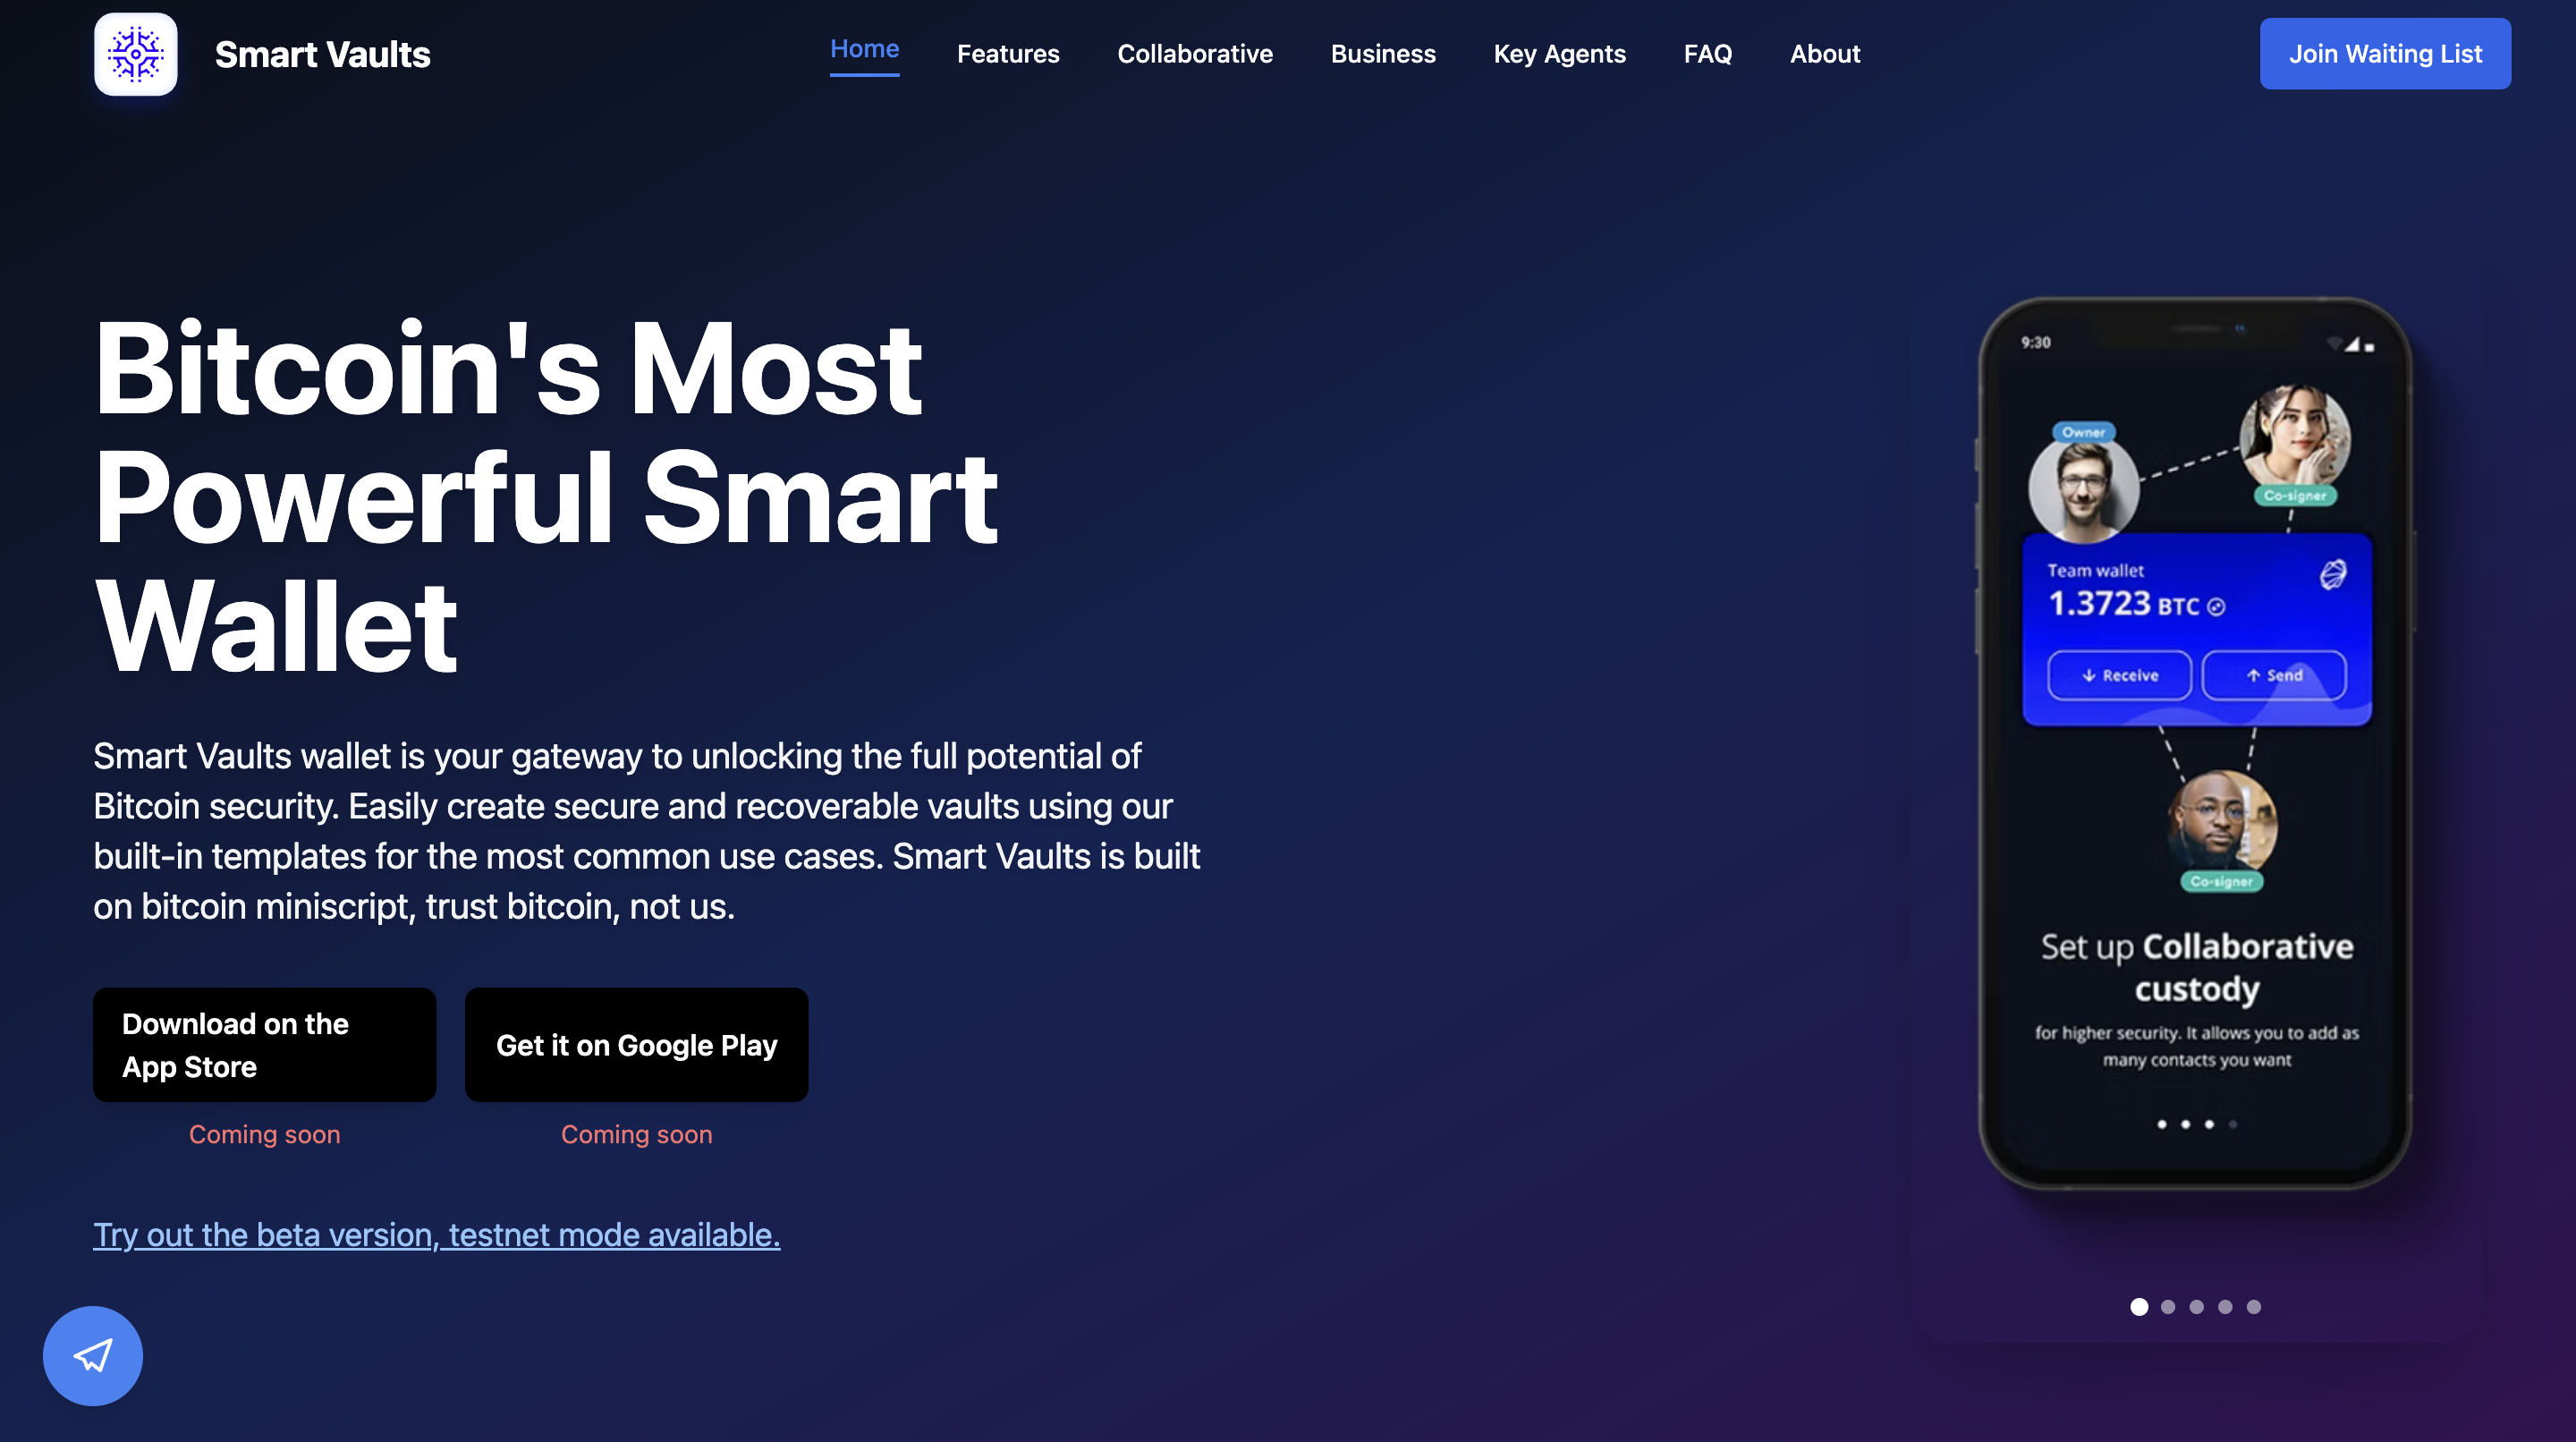 Smart Vaults
Home
Features
Collaborative
Business
Key Agents
FAQ
About
Join Waiting List
Bitcoin's Most
Powerful Smart
Wallet
Smart Vaults wallet is your gateway to unlocking the full potential of
Bitcoin security. Easily create secure and recoverable vaults using our
built-in templates for the most common use cases. Smart Vaults is built
on bitcoin miniscript, trust bitcoin, not us.
Download on the
App Store
Get it on Google Play
Coming soon
Coming soon
Try out the beta version, testnet mode available.
9:30
Owner
Co-signer
Team wallet
1.3723 BTC
↓ Receive
↑ Send
Co-signer
Set up Collaborative
custody
for higher security. It allows you to add as
many contacts you want